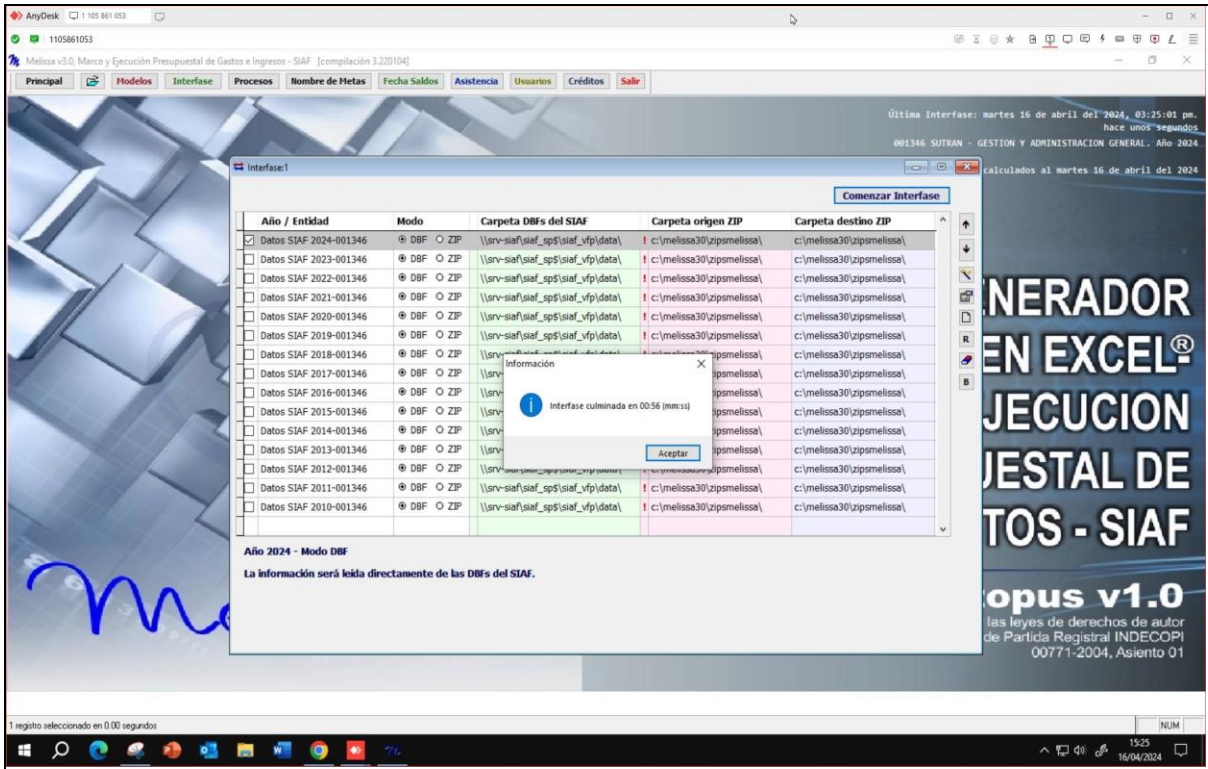 AnyDesk 1 105 861 053
1105861053
Melissa v3.0, Marco y Ejecución Presupuestal de Gastos e Ingresos - SIAF [compilación 3.220104]
Principal Modelos Interfase Procesos Nombre de Metas Fecha Saldos Asistencia Usuarios Créditos Salir
Última Interfase: martes 16 de abril del 2024, 03:25:01 pm.
hace unos segundos
001346 SUTRAN - GESTION Y ADMINISTRACION GENERAL. Año 2024
calculados al martes 16 de abril del 2024
Interfase:1
Comenzar Interfase
Año / Entidad Modo Carpeta DBFs del SIAF Carpeta origen ZIP Carpeta destino ZIP
Datos SIAF 2024-001346 DBF ZIP \\srv-siaf\siaf_sp$\siaf_vfp\data\ ! c:\melissa30\zipsmelissa\ c:\melissa30\zipsmelissa\
Datos SIAF 2023-001346 DBF ZIP \\srv-siaf\siaf_sp$\siaf_vfp\data\ ! c:\melissa30\zipsmelissa\ c:\melissa30\zipsmelissa\
Datos SIAF 2022-001346 DBF ZIP \\srv-siaf\siaf_sp$\siaf_vfp\data\ ! c:\melissa30\zipsmelissa\ c:\melissa30\zipsmelissa\
Datos SIAF 2021-001346 DBF ZIP \\srv-siaf\siaf_sp$\siaf_vfp\data\ ! c:\melissa30\zipsmelissa\ c:\melissa30\zipsmelissa\
Datos SIAF 2020-001346 DBF ZIP \\srv-siaf\siaf_sp$\siaf_vfp\data\ ! c:\melissa30\zipsmelissa\ c:\melissa30\zipsmelissa\
Datos SIAF 2019-001346 DBF ZIP \\srv-siaf\siaf_sp$\siaf_vfp\data\ ! c:\melissa30\zipsmelissa\ c:\melissa30\zipsmelissa\
Datos SIAF 2018-001346 DBF ZIP c:\melissa30\zipsmelissa\
Datos SIAF 2017-001346 DBF ZIP \\srv- ipsmelissa\ c:\melissa30\zipsmelissa\
Datos SIAF 2016-001346 DBF ZIP \\srv- ipsmelissa\ c:\melissa30\zipsmelissa\
Datos SIAF 2015-001346 DBF ZIP \\srv- ipsmelissa\ c:\melissa30\zipsmelissa\
Datos SIAF 2014-001346 DBF ZIP \\srv- ipsmelissa\ c:\melissa30\zipsmelissa\
Datos SIAF 2013-001346 DBF ZIP \\srv- ipsmelissa\ c:\melissa30\zipsmelissa\
Datos SIAF 2012-001346 DBF ZIP c:\melissa30\zipsmelissa\
Datos SIAF 2011-001346 DBF ZIP \\srv-siaf\siaf_sp$\siaf_vfp\data\ ! c:\melissa30\zipsmelissa\ c:\melissa30\zipsmelissa\
Datos SIAF 2010-001346 DBF ZIP \\srv-siaf\siaf_sp$\siaf_vfp\data\ ! c:\melissa30\zipsmelissa\ c:\melissa30\zipsmelissa\
R
B
Información
Interfase culminada en 00:56 (mm:ss)
Aceptar
Año 2024 - Modo DBF
La información será leída directamente de las DBFs del SIAF.
NERADOR
EN EXCEL®
JECUCION
UESTAL DE
TOS - SIAF
opus v1.0
las leyes de derechos de autor
de Partida Registral INDECOPI
00771-2004, Asiento 01
1 registro seleccionado en 0.00 segundos
NUM
15:25
16/04/2024